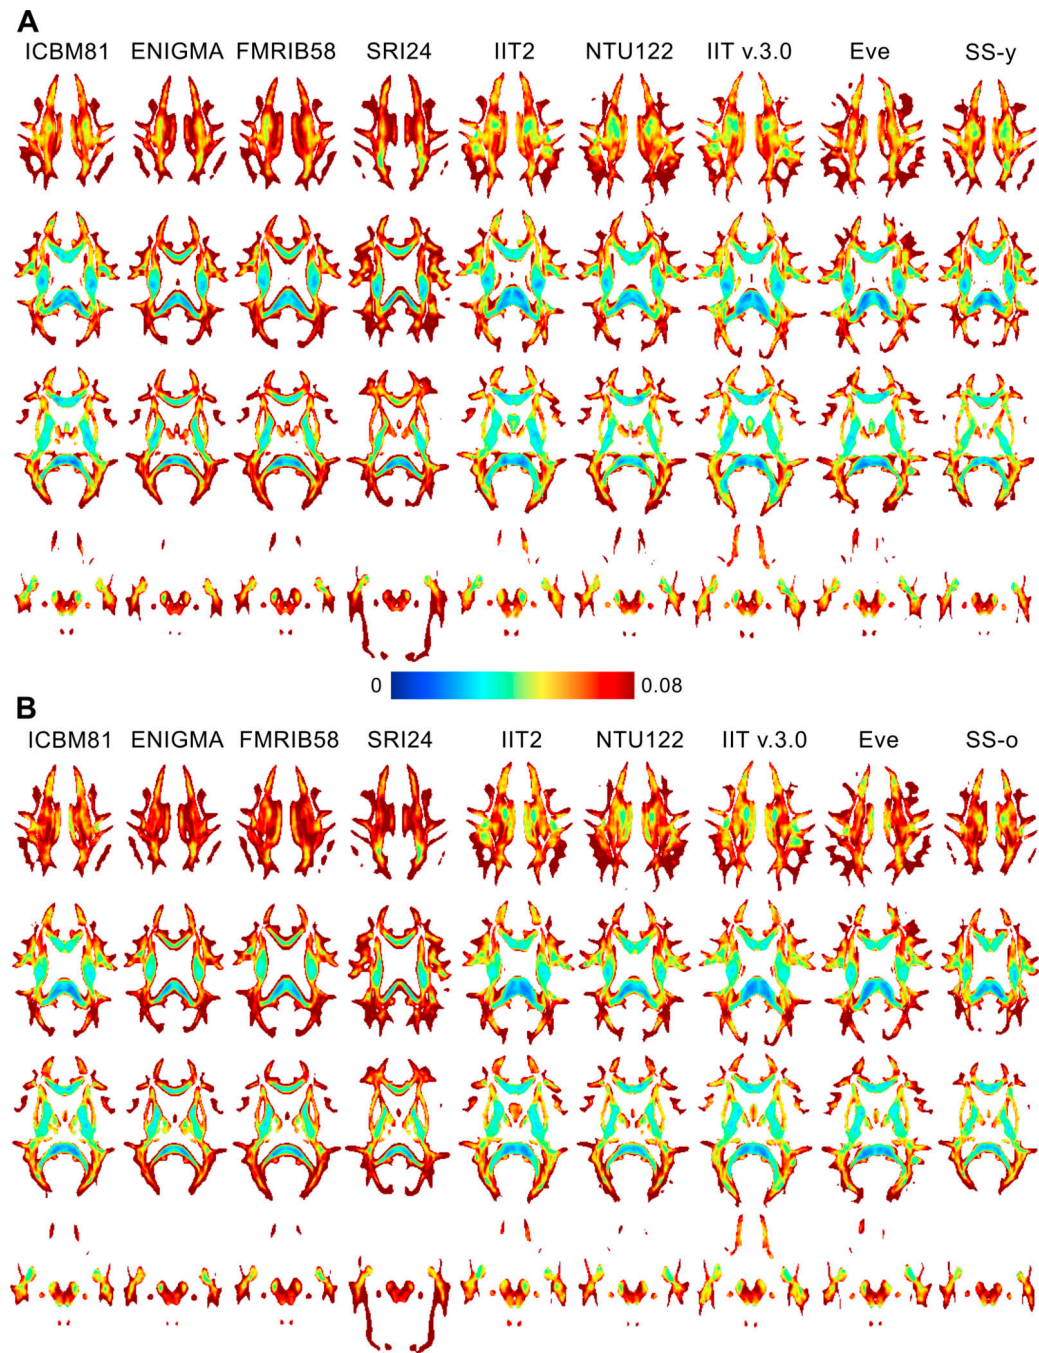 A
ICBM81 ENIGMA FMRIB58 SRI24 IIT2 NTU122 IIT v.3.0 Eve SS-y
0 0.08
B
ICBM81 ENIGMA FMRIB58 SRI24 IIT2 NTU122 IIT v.3.0 Eve SS-o